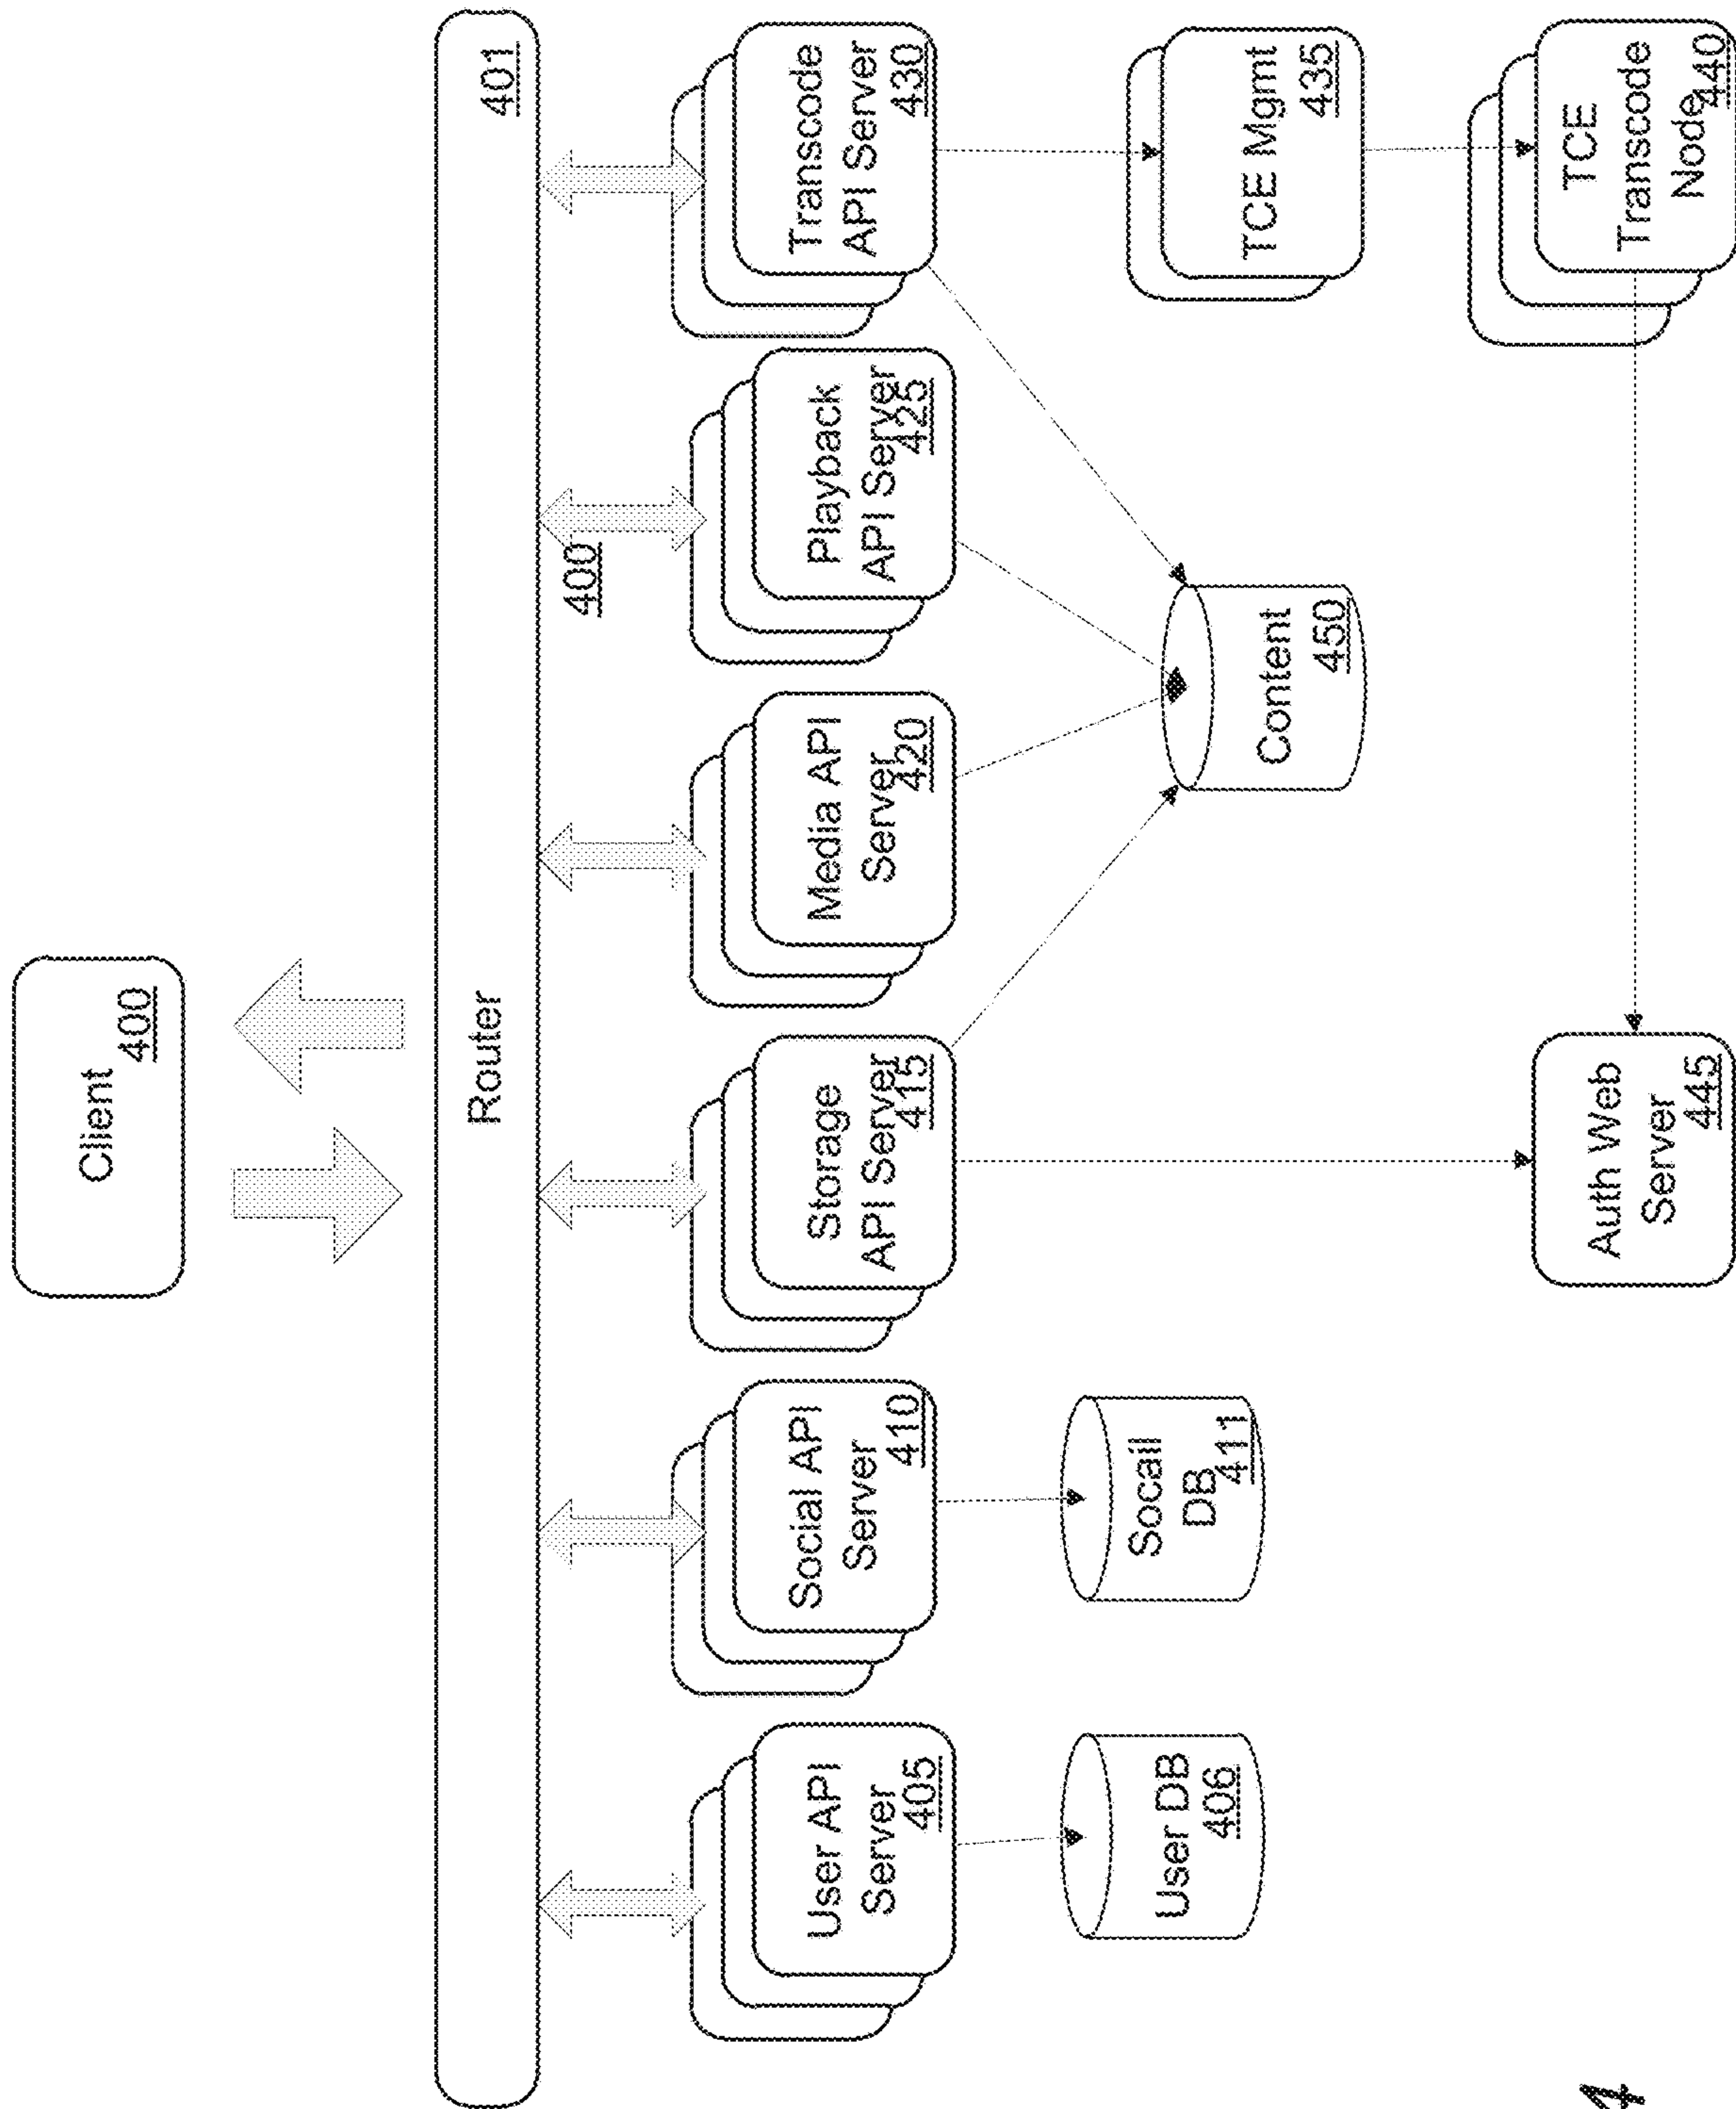 Client
400
Router
401
400
User API
Server
405
Social API
Server
410
Storage
API Server
415
Media API
Server
420
Playback
API Server
425
Transcode
API Server
430
User DB
406
Socail
DB
411
Content
450
TCE Mgmt
435
Auth Web
Server
445
TCE
Transcode
Node
440
4